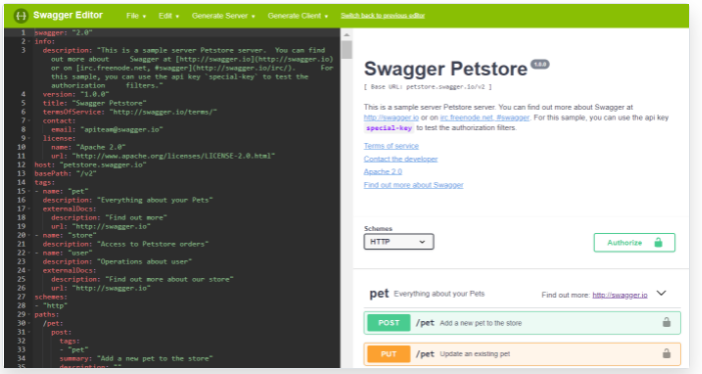 Swagger Editor File Edit Generate Server Generate Client Switch back to previous editor
1 swagger: "2.0"
2 info:
3 description: "This is a sample server Petstore server. You can find
out more about Swagger at [http://swagger.io](http://swagger.io)
or on [irc.freenode.net, #swagger](http://swagger.io/irc/). For
this sample, you can use the api key `special-key` to test the
authorization filters."
4 version: "1.0.0"
5 title: "Swagger Petstore"
6 termsOfService: "http://swagger.io/terms/"
7 contact:
8 email: "apiteam@swagger.io"
9 license:
10 name: "Apache 2.0"
11 url: "http://www.apache.org/licenses/LICENSE-2.0.html"
12 host: "petstore.swagger.io"
13 basePath: "/v2"
14 tags:
15 - name: "pet"
16 description: "Everything about your Pets"
17 externalDocs:
18 description: "Find out more"
19 url: "http://swagger.io"
20 - name: "store"
21 description: "Access to Petstore orders"
22 - name: "user"
23 description: "Operations about user"
24 externalDocs:
25 description: "Find out more about our store"
26 url: "http://swagger.io"
27 schemes:
28 - "http"
29 paths:
30 /pet:
31 post:
32 tags:
33 - "pet"
34 summary: "Add a new pet to the store"
35 description: ""
Swagger Petstore 1.0.0
[ Base URL: petstore.swagger.io/v2 ]
This is a sample server Petstore server. You can find out more about Swagger at
http://swagger.io or on irc.freenode.net, #swagger. For this sample, you can use the api key
special-key to test the authorization filters.
Terms of service
Contact the developer
Apache 2.0
Find out more about Swagger
Schemes
HTTP
Authorize
pet Everything about your Pets Find out more: http://swagger.io
POST /pet Add a new pet to the store
PUT /pet Update an existing pet